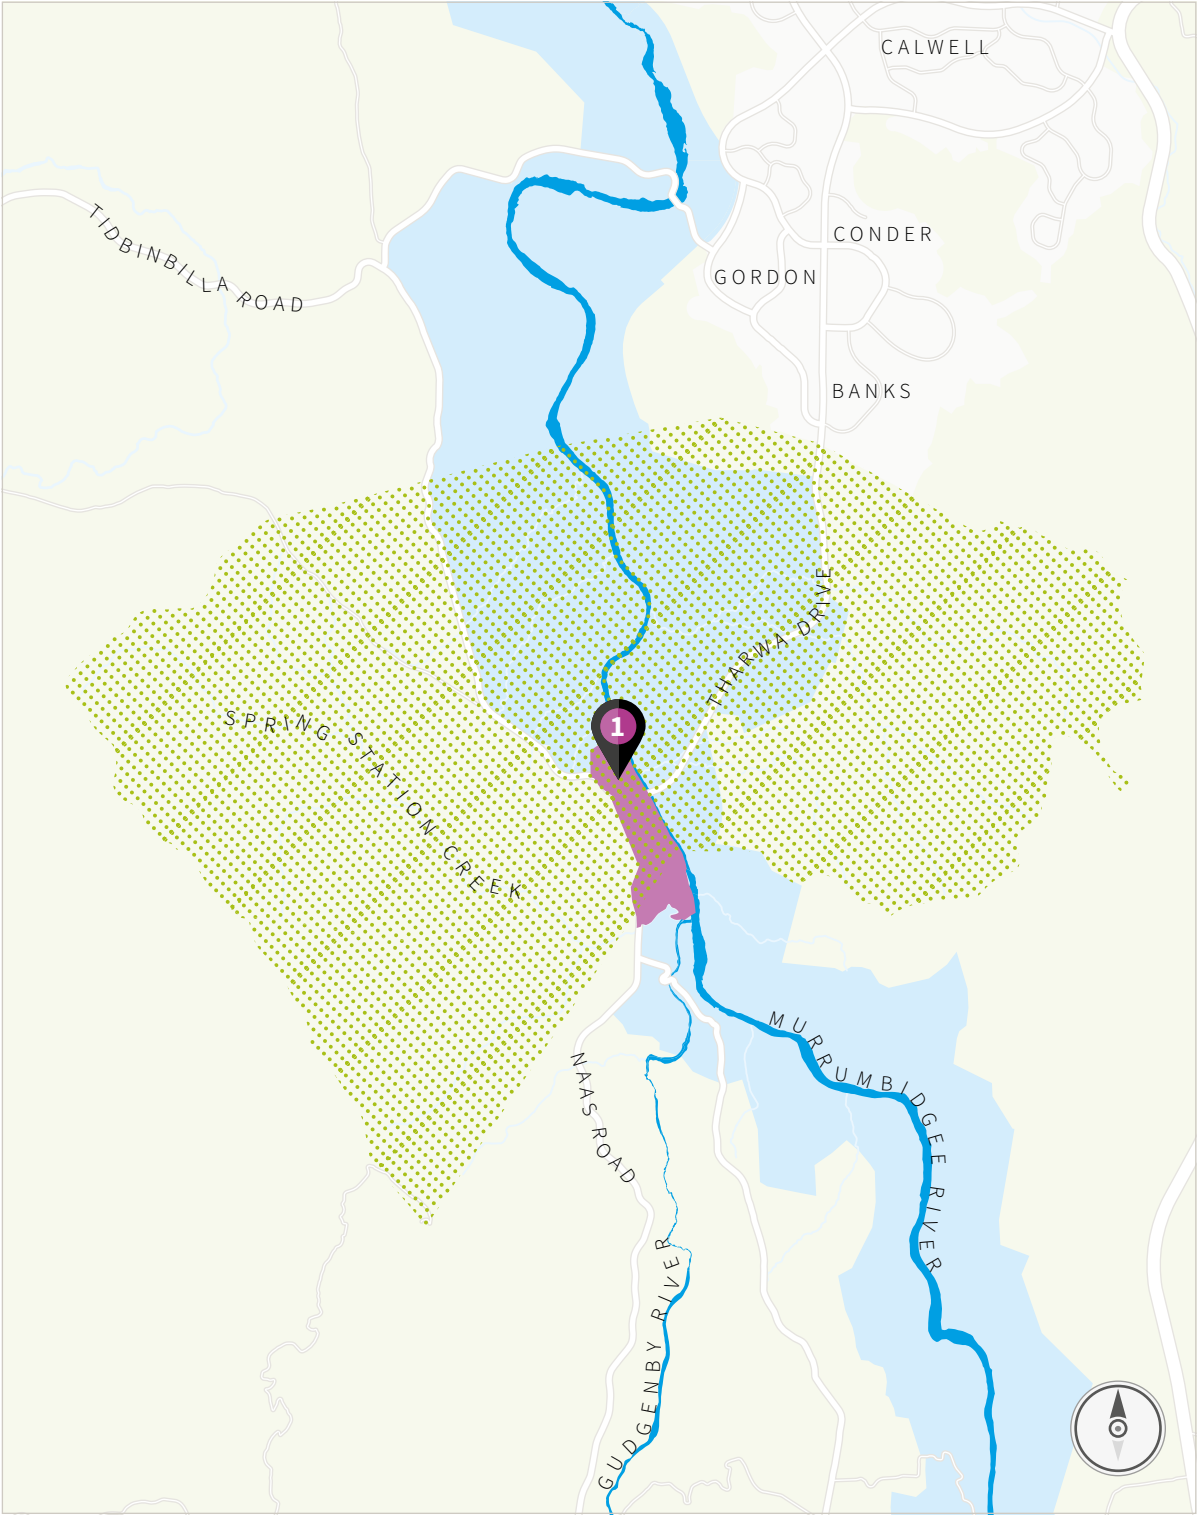 CALWELL
TIDBINBILLA ROAD
CONDER
GORDON
BANKS
THARWA DRIVE
1
SPRING STATION CREEK
MURRUMBIDGEE RIVER
NAAS ROAD
GUDGENBY RIVER